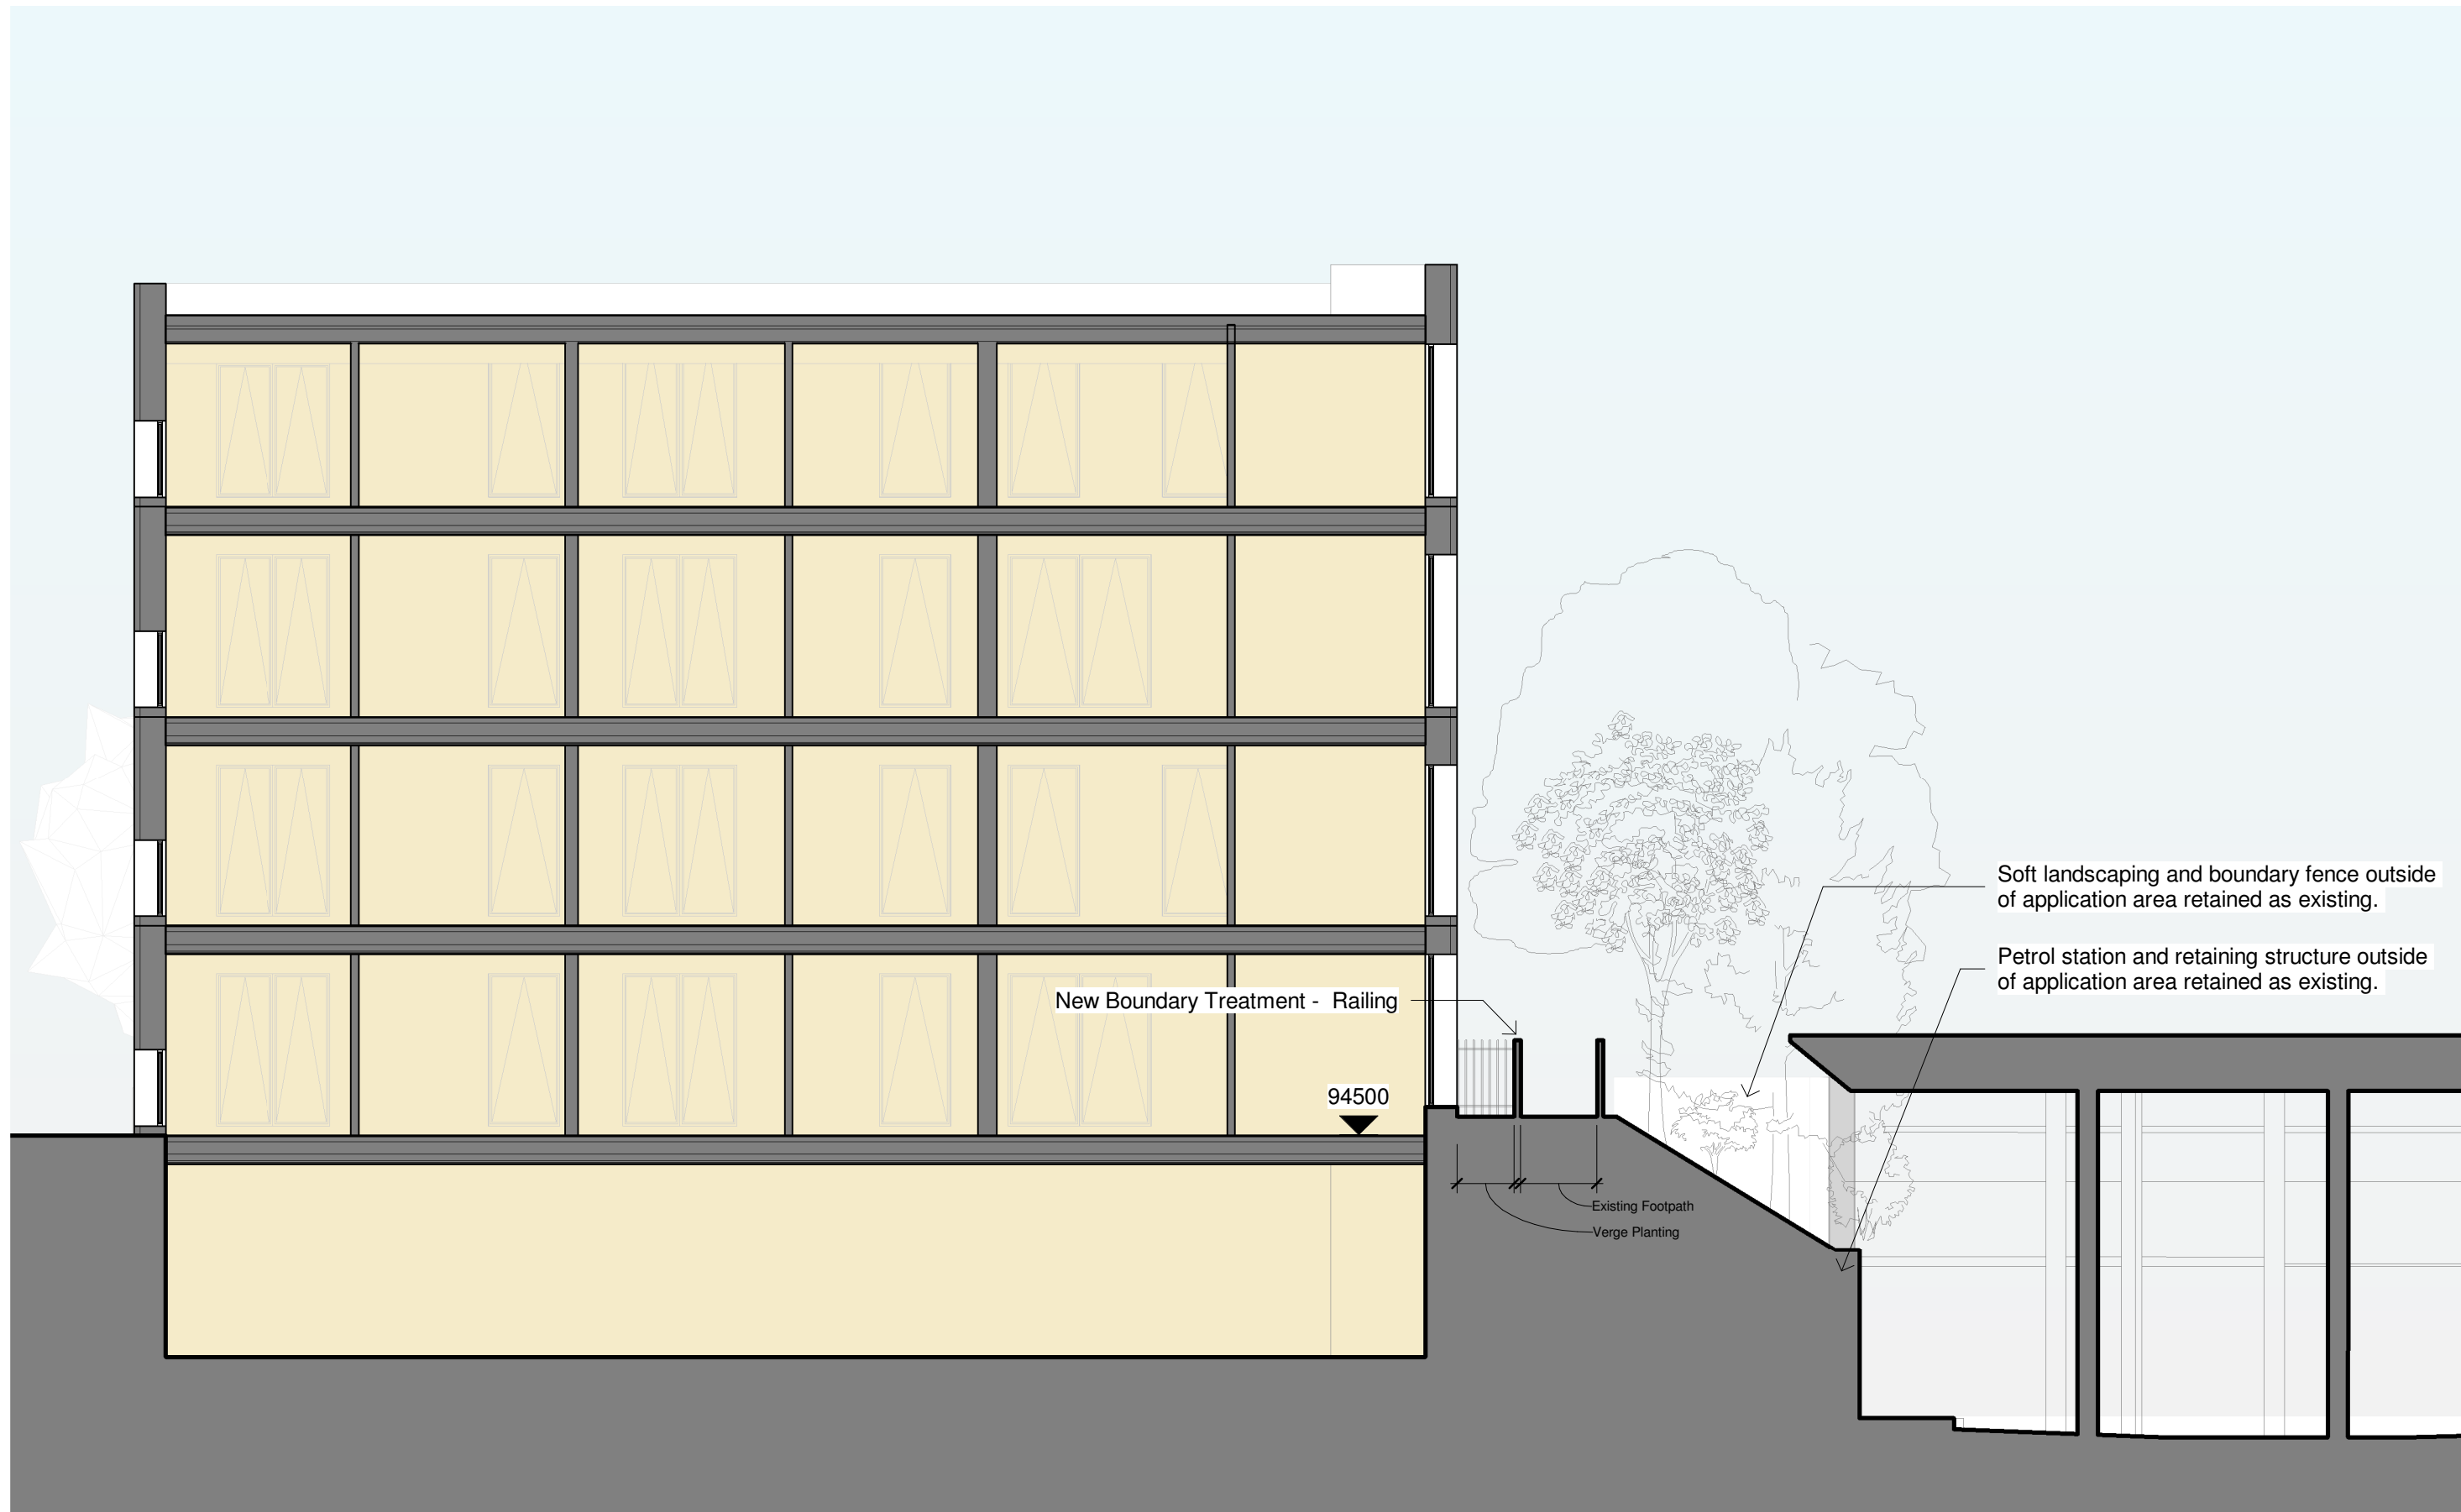 Soft landscaping and boundary fence outside
of application area retained as existing.
Petrol station and retaining structure outside
of application area retained as existing.
New Boundary Treatment -  Railing
94500
Existing Footpath
Verge Planting